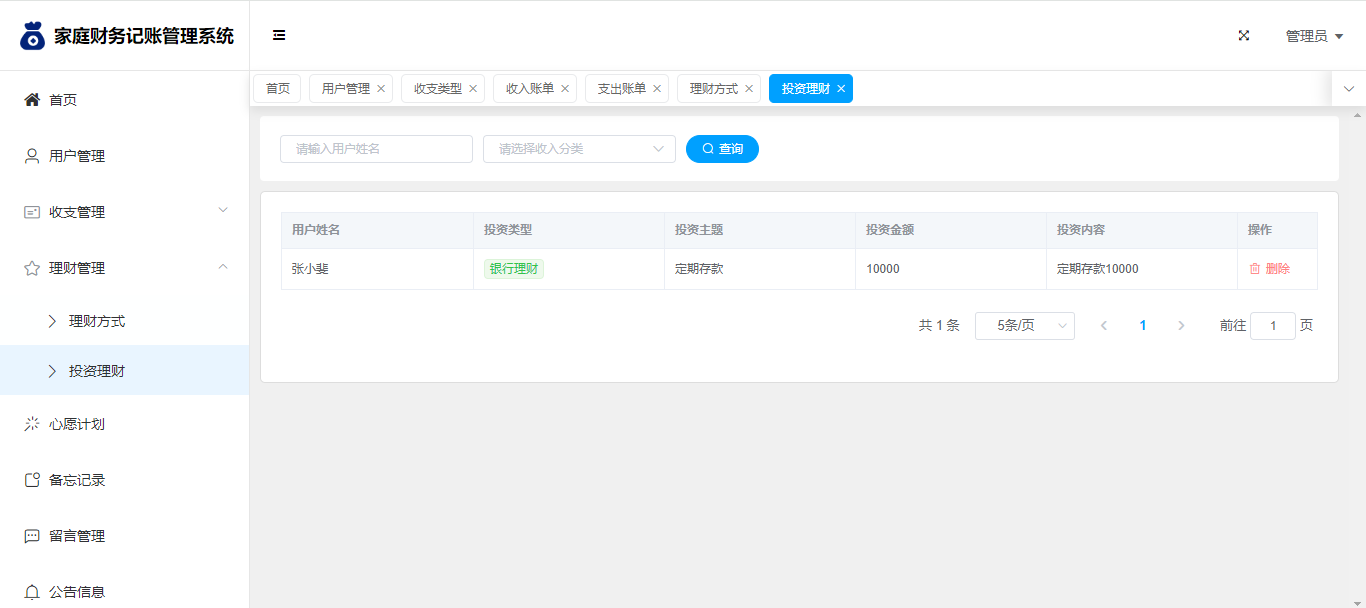 家庭财务记账管理系统
管理员
首页
用户管理
收支类型
收入账单
支出账单
理财方式
投资理财
首页
用户管理
收支管理
理财管理
理财方式
投资理财
心愿计划
备忘记录
留言管理
公告信息
请输入用户姓名
请选择收入分类
查询
用户姓名 投资类型 投资主题 投资金额 投资内容 操作
张小斐 银行理财 定期存款 10000 定期存款10000 删除
共 1 条 5条/页 1 前往 1 页